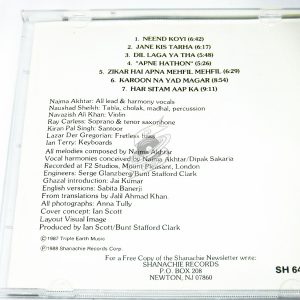 1. NEEND KOYI (6:42)
2. JANE KIS TARHA (6:17)
3. DIL LAGA YA THA (5:48)
4. "APNE HATHON" (5:22)
5. ZIKAR HAI APNA MEHFIL MEHFIL (6:29)
6. KAROON NA YAD MAGAR (8:54)
7. HAR SITAM AAP KA (9:11)
Najma Akhtar: All lead & harmony vocals
Naushad Sheikh: Tabla, cholak, madhal, percussion
Navazish Ali Khan: Violin
Ray Carless: Soprano & tenor saxophone
Kiran Pal Singh: Santoor
Lazar Der Gregorian: Fretless bass
Ian Terry: Keyboards
All melodies composed by Najma Akhtar
Vocal harmonies conceived by Najma Akhtar/Dipak Sakaria
Recorded at F2 Studios, Mount Pleasant, London
Engineers: Serge Glanzberg/Bunt Stafford Clark
Ghazal introduction: Jai Kumar
English versions: Sabita Banerji
From translations by Jalil Ahmad Khan
All photographs: Anna Tully
Cover concept: Ian Scott
Layout Visual Image
Produced by Iain Scott/Bunt Stafford Clark
©1987 Triple Earth Music
℗1988 Shanachie Records Corp.
For a Free Copy of the Shanachie Newsletter write:
SHANACHIE RECORDS
P.O. BOX 208
NEWTON, NJ 07860
SH 64